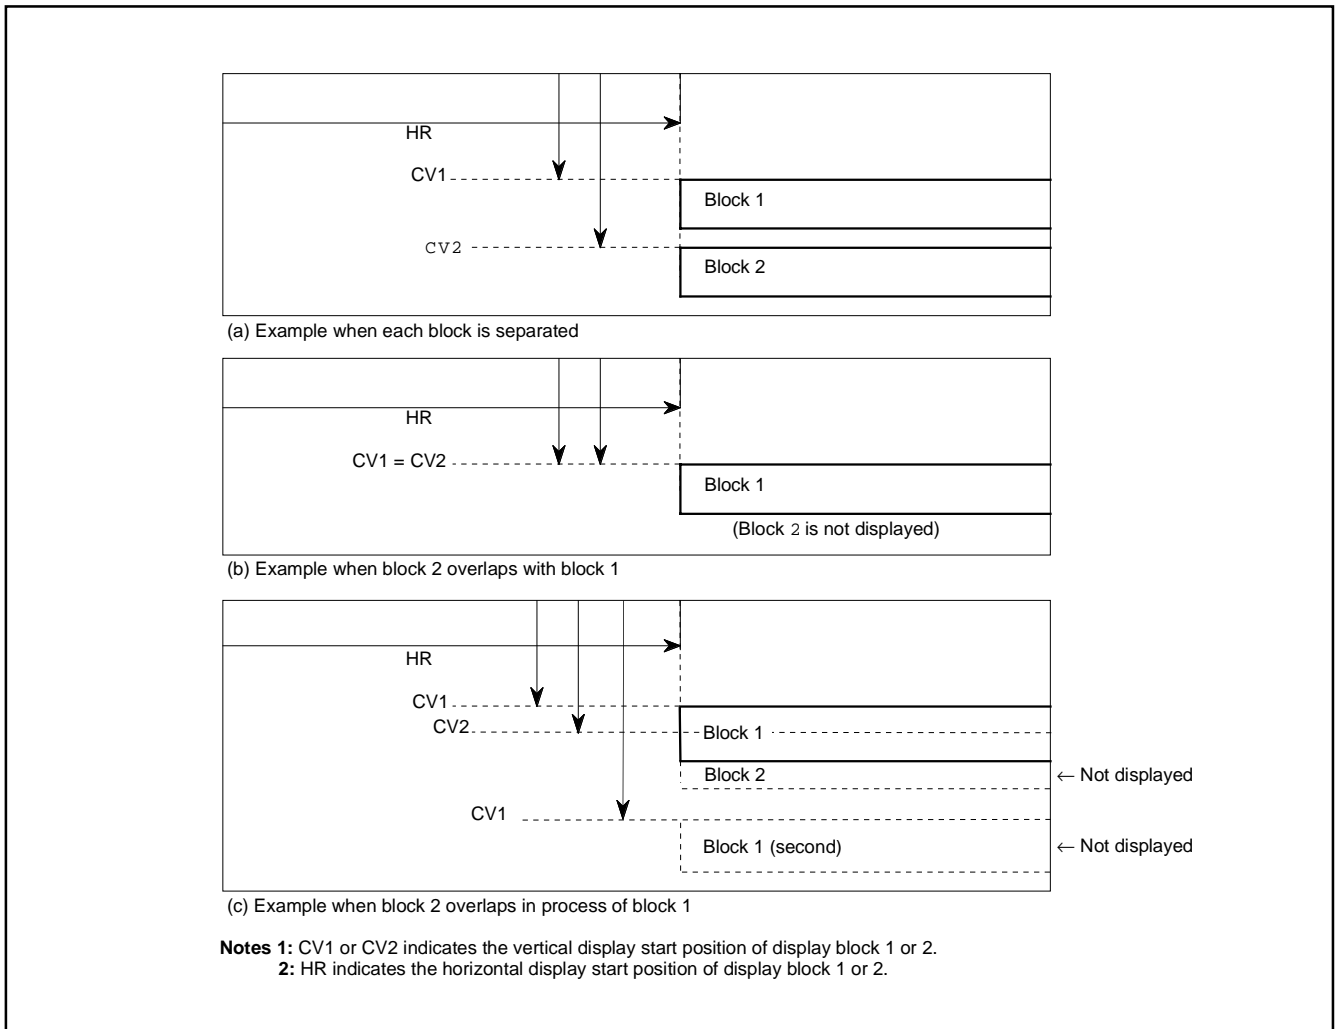 HR
CV1
Block 1
CV2
Block 2
(a) Example when each block is separated
HR
CV1 = CV2
Block 1
(Block 2 is not displayed)
(b) Example when block 2 overlaps with block 1
HR
CV1
CV2
Block 1
Block 2
← Not displayed
CV1
Block 1 (second)
← Not displayed
(c) Example when block 2 overlaps in process of block 1
Notes 1: CV1 or CV2 indicates the vertical display start position of display block 1 or 2.
2: HR indicates the horizontal display start position of display block 1 or 2.